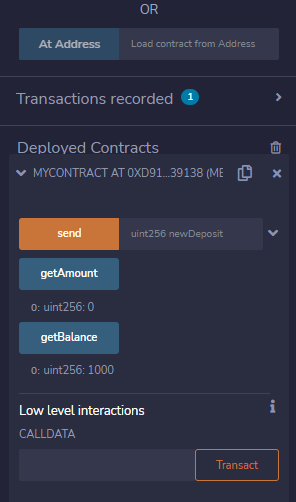 OR
At Address Load contract from Address
Transactions recorded 1
Deployed Contracts
MYCONTRACT AT 0XD91...39138 (ME
send uint256 newDeposit
getAmount
0: uint256: 0
getBalance
0: uint256: 1000
Low level interactions
CALLDATA
Transact